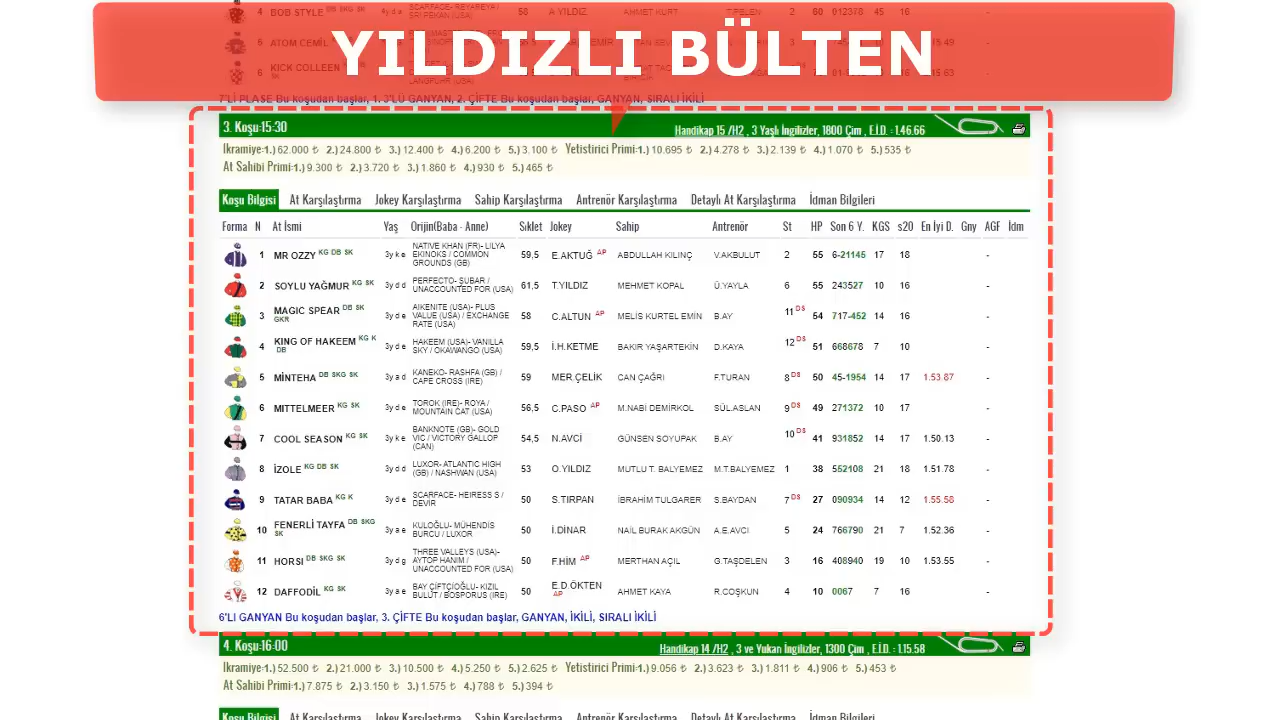 YILDIZLI BÜLTEN
4 BOB STYLE DB SKG SK
6 KICK COLLEEN SK
7'Lİ PLASE Bu koşudan başlar, 1. 3'LÜ GANYAN, 2. ÇİFTE Bu koşudan başlar, GANYAN, SIRALI İKİLİ
3. Koşu:15:30 Handikap 15 /H2 , 3 Yaşlı İngilizler, 1800 Çim , E.İ.D. : 1.46.66
İkramiye:1.) 62.000 ₺ 2.) 24.800 ₺ 3.) 12.400 ₺ 4.) 6.200 ₺ 5.) 3.100 ₺ Yetistirici Primi:1.) 10.695 ₺ 2.) 4.278 ₺ 3.) 2.139 ₺ 4.) 1.070 ₺ 5.) 535 ₺
At Sahibi Primi:1.) 9.300 ₺ 2.) 3.720 ₺ 3.) 1.860 ₺ 4.) 930 ₺ 5.) 465 ₺
Koşu Bilgisi At Karşılaştırma Jokey Karşılaştırma Sahip Karşılaştırma Antrenör Karşılaştırma Detaylı At Karşılaştırma İdman Bilgileri
Forma N At İsmi Yaş Orijin(Baba - Anne) Sıklet Jokey Sahip Antrenör St HP Son 6 Y. KGS s20 En İyi D. Gny AGF İdm
1 MR OZZY KG DB SK 3y k e NATIVE KHAN (FR)- LILYA EKINOKS / COMMON GROUNDS (GB) 59,5 E.AKTUĞ AP ABDULLAH KILINÇ V.AKBULUT 2 55 6-21145 17 18 -
2 SOYLU YAĞMUR KG SK 3y d d PERFECTO- ŞUBAR / UNACCOUNTED FOR (USA) 61,5 T.YILDIZ MEHMET KOPAL Ü.YAYLA 6 55 243527 10 16 -
3 MAGIC SPEAR DB SK GKR 3y d e AIKENITE (USA)- PLUS VALUE (USA) / EXCHANGE RATE (USA) 58 C.ALTUN AP MELİS KURTEL EMİN B.AY 11 DS 54 717-452 14 16 -
4 KING OF HAKEEM KG K DB 3y d e HAKEEM (USA)- VANILLA SKY / OKAWANGO (USA) 59,5 İ.H.KETME BAKIR YAŞARTEKİN D.KAYA 12 DS 51 668678 7 10 -
5 MİNTEHA DB SKG SK 3y a d KANEKO- RASHFA (GB) / CAPE CROSS (IRE) 59 MER.ÇELİK CAN ÇAĞRI F.TURAN 8 DS 50 45-1954 14 17 1.53.87 -
6 MITTELMEER KG SK 3y d e TOROK (IRE)- ROYA / MOUNTAIN CAT (USA) 56,5 C.PASO AP M.NABİ DEMİRKOL SÜL.ASLAN 9 DS 49 271372 10 17 -
7 COOL SEASON KG SK 3y k e BANKNOTE (GB)- GOLD VIC / VICTORY GALLOP (CAN) 54,5 N.AVCİ GÜNSEN SOYUPAK B.AY 10 DS 41 931852 14 17 1.50.13 -
8 İZOLE KG DB SK 3y d d LUXOR- ATLANTIC HIGH (GB) / NASHWAN (USA) 53 O.YILDIZ MUTLU T. BALYEMEZ M.T.BALYEMEZ 1 38 552108 21 18 1.51.78 -
9 TATAR BABA KG K 3y d e SCARFACE- HEIRESS S / DEVIR 50 S.TIRPAN İBRAHİM TULGARER S.BAYDAN 7 DS 27 090934 14 12 1.55.58 -
10 FENERLİ TAYFA DB SKG SK 3y a e KULOĞLU- MÜHENDİS BURCU / LUXOR 50 İ.DİNAR NAİL BURAK AKGÜN A.E.AVCI 5 24 766790 21 7 1.52.36 -
11 HORSI DB SKG SK 3y d g THREE VALLEYS (USA)- AYTOP HANIM / UNACCOUNTED FOR (USA) 50 F.HİM AP MERTHAN AÇIL G.TAŞDELEN 3 16 408940 19 10 1.53.55 -
12 DAFFODİL KG SK 3y a e BAY ÇİFTÇİOĞLU- KIZIL BULUT / BOSPORUS (IRE) 50 E.D.ÖKTEN AP AHMET KAYA R.COŞKUN 4 10 0067 7 16 -
6'LI GANYAN Bu koşudan başlar, 3. ÇİFTE Bu koşudan başlar, GANYAN, İKİLİ, SIRALI İKİLİ
4. Koşu:16:00 Handikap 14 /H2 , 3 ve Yukarı İngilizler, 1300 Çim , E.İ.D. : 1.15.58
İkramiye:1.) 52.500 ₺ 2.) 21.000 ₺ 3.) 10.500 ₺ 4.) 5.250 ₺ 5.) 2.625 ₺ Yetistirici Primi:1.) 9.056 ₺ 2.) 3.623 ₺ 3.) 1.811 ₺ 4.) 906 ₺ 5.) 453 ₺
At Sahibi Primi:1.) 7.875 ₺ 2.) 3.150 ₺ 3.) 1.575 ₺ 4.) 788 ₺ 5.) 394 ₺
Koşu Bilgisi At Karşılaştırma Jokey Karşılaştırma Sahip Karşılaştırma Antrenör Karşılaştırma Detaylı At Karşılaştırma İdman Bilgileri